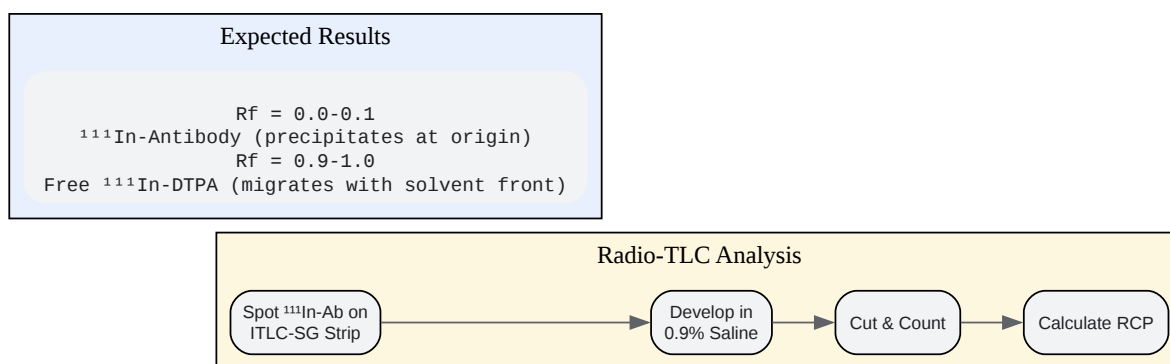 Expected Results
Rf = 0.0-0.1
¹¹¹In-Antibody (precipitates at origin)
Rf = 0.9-1.0
Free ¹¹¹In-DTPA (migrates with solvent front)
Radio-TLC Analysis
Spot ¹¹¹In-Ab on
ITLC-SG Strip
Develop in
0.9% Saline
Cut & Count
Calculate RCP